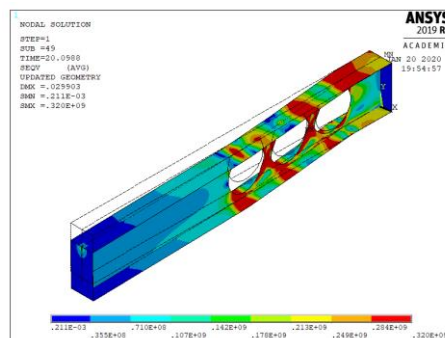 1
NODAL SOLUTION
STEP=1
SUB =49
TIME=20.0988
SEQV (AVG)
UPDATED GEOMETRY
DMX =.029903
SMN =.211E-03
SMX =.320E+09
ANSYS
2019 R
ACADEMI
JAN 20 2020
19:54:57
MN
Y
X
.211E-03 .710E+08 .142E+09 .213E+09 .284E+09
.355E+08 .107E+09 .178E+09 .249E+09 .320E+09